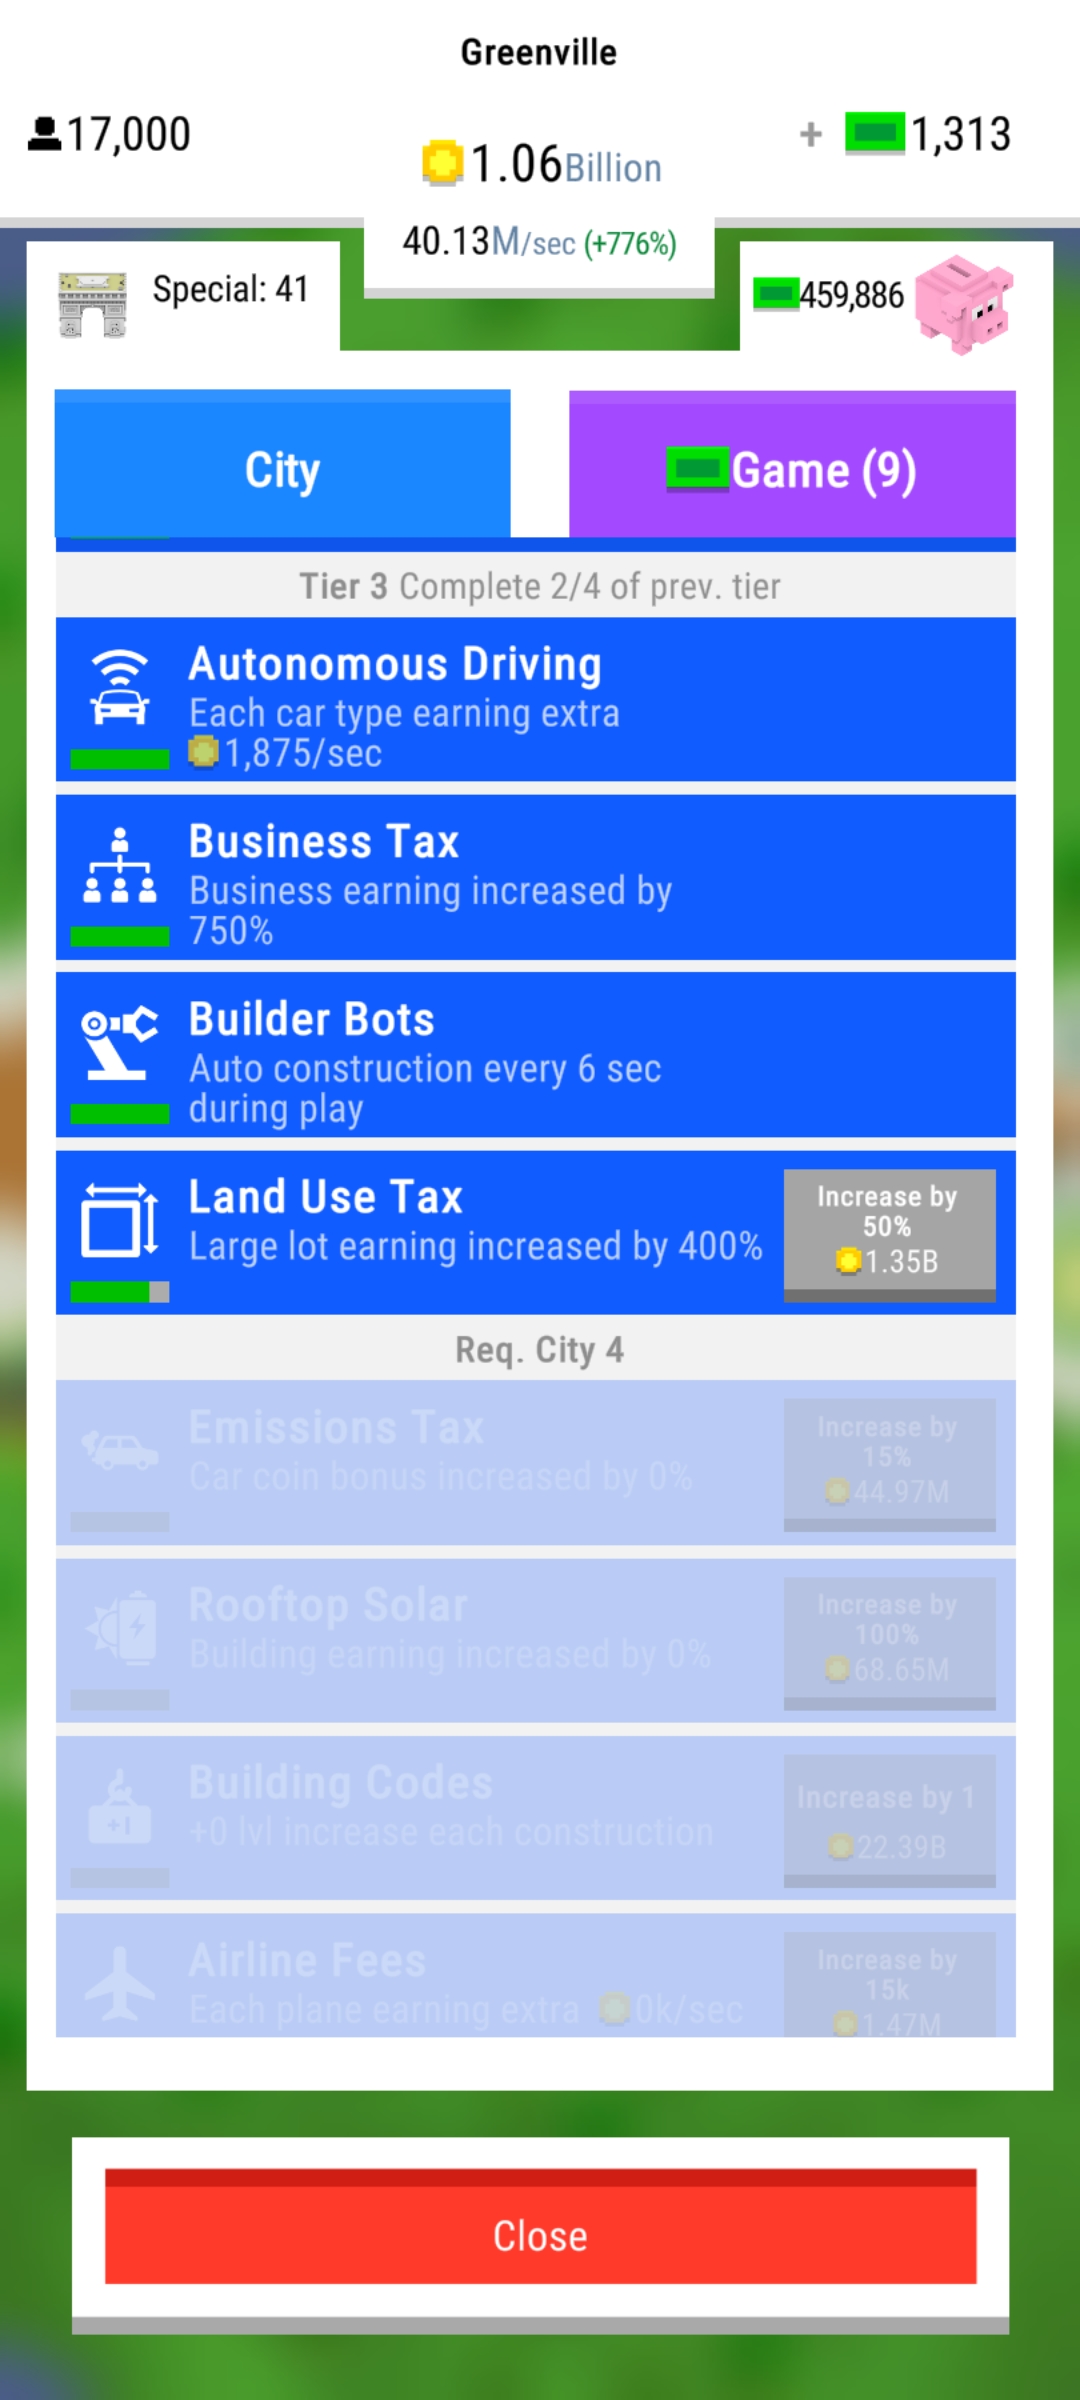 Greenville
17,000
1.06Billion
+ 1,313
40.13M/sec (+776%)
Special: 41
459,886
City
Game (9)
Tier 3 Complete 2/4 of prev. tier
Autonomous Driving
Each car type earning extra
1,875/sec
Business Tax
Business earning increased by
750%
Builder Bots
Auto construction every 6 sec
during play
Land Use Tax
Large lot earning increased by 400%
Increase by
50%
1.35B
Req. City 4
Emissions Tax
Car coin bonus increased by 0%
Increase by
15%
44.97M
Rooftop Solar
Building earning increased by 0%
Increase by
100%
68.65M
Building Codes
+0 lvl increase each construction
+1
Increase by 1
22.39B
Airline Fees
Each plane earning extra 0k/sec
Increase by
15k
1.47M
Close